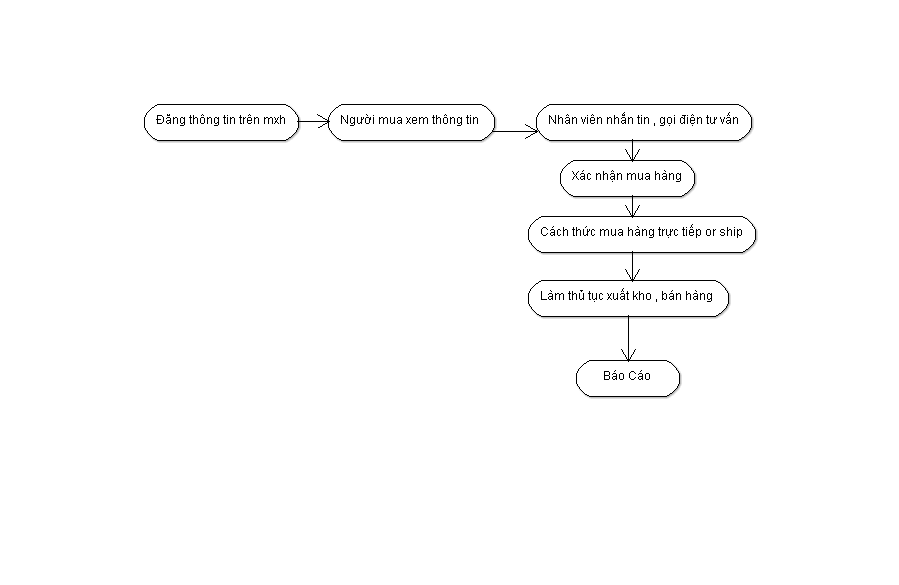 Đăng thông tin trên mxh
Người mua xem thông tin
Nhân viên nhắn tin , gọi điện tư vấn
Xác nhận mua hàng
Cách thức mua hàng trực tiếp or ship
Làm thủ tục xuất kho , bán hàng
Báo Cáo